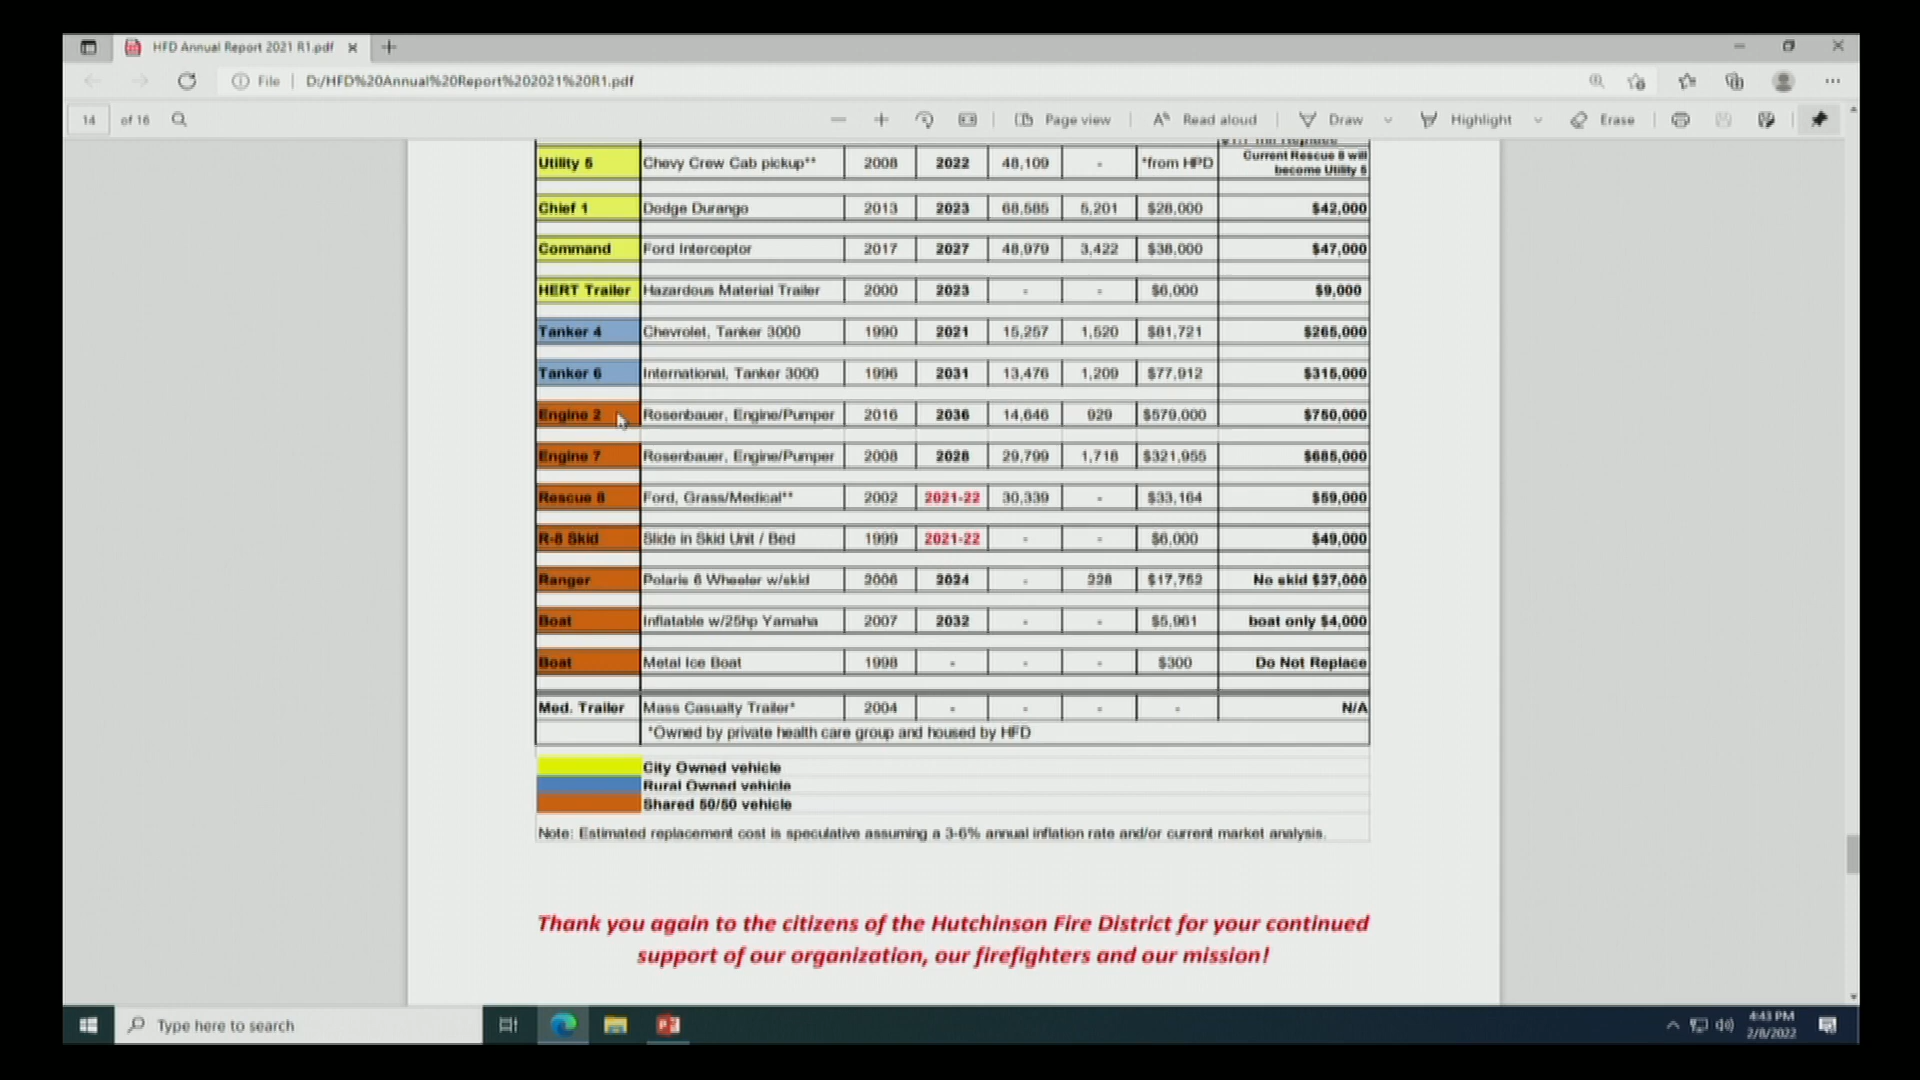 HFD Annual Report 2021 R1.pdf
File | D:/HFD%20Annual%20Report%202021%20R1.pdf
14 of 16 Page view Read aloud Draw Highlight Erase
Utility 5 Chevy Crew Cab pickup** 2008 2022 48,109 - *from HPD Current Rescue 8 will
become Utility 5
Chief 1 Dodge Durango 2013 2023 68,585 5,201 $28,000 $42,000
Command Ford Interceptor 2017 2027 48,979 3,422 $38,000 $47,000
HERT Trailer Hazardous Material Trailer 2000 2023 - - $6,000 $9,000
Tanker 4 Chevrolet, Tanker 3000 1990 2021 15,257 1,520 $81,721 $265,000
Tanker 6 International, Tanker 3000 1996 2031 13,476 1,209 $77,912 $315,000
Engine 2 Rosenbauer, Engine/Pumper 2016 2036 14,646 929 $579,000 $750,000
Engine 7 Rosenbauer, Engine/Pumper 2008 2028 29,799 1,718 $321,955 $685,000
Rescue 8 Ford, Grass/Medical** 2002 2021-22 30,339 - $33,164 $59,000
R-8 Skid Slide in Skid Unit / Bed 1999 2021-22 - - $6,000 $49,000
Ranger Polaris 6 Wheeler w/skid 2006 2024 - 228 $17,752 No skid $27,000
Boat Inflatable w/25hp Yamaha 2007 2032 - - $5,961 boat only $4,000
Boat Metal Ice Boat 1998 - - - $300 Do Not Replace
Med. Trailer Mass Casualty Trailer* 2004 - - - - N/A
*Owned by private health care group and housed by HFD
City Owned vehicle
Rural Owned vehicle
Shared 50/50 vehicle
Note: Estimated replacement cost is speculative assuming a 3-6% annual inflation rate and/or current market analysis.
Thank you again to the citizens of the Hutchinson Fire District for your continued
support of our organization, our firefighters and our mission!
Type here to search
4:43 PM
2/8/2022